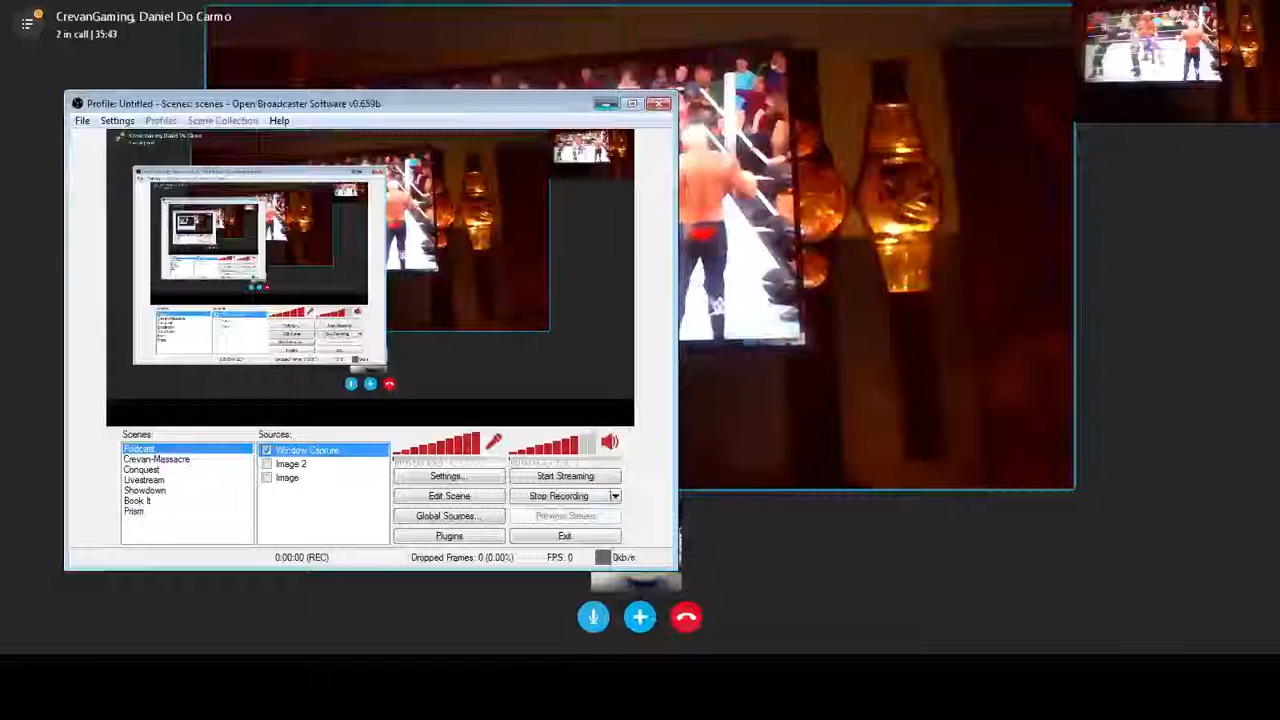 CrevanGaming, Daniel Do Carmo
2 in call | 35:43
Profile: Untitled - Scenes: scenes - Open Broadcaster Software v0.659b
File Settings Profiles Scene Collection Help
Scenes:
Podcast
Crevan-Massacre
Conquest
Livestream
Showdown
Book It
Prism
Sources:
Window Capture
Image 2
Image
Settings... Start Streaming
Edit Scene Stop Recording
Global Sources... Preview Stream
Plugins Exit
0:00:00 (REC) Dropped Frames: 0 (0.00%) FPS: 0 0kb/s